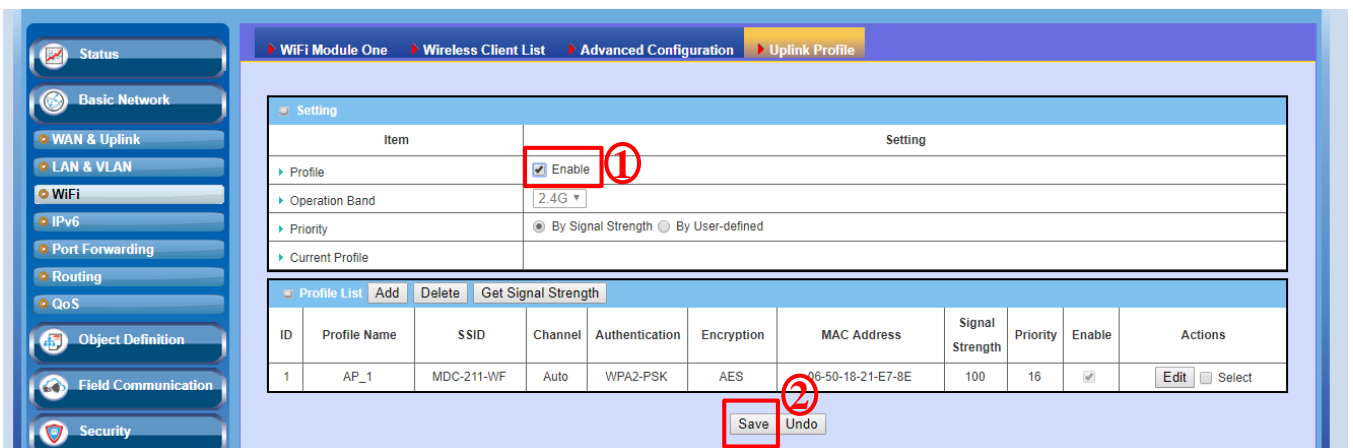 Status
Basic Network
WAN & Uplink
LAN & VLAN
WiFi
IPv6
Port Forwarding
Routing
QoS
Object Definition
Field Communication
Security
WiFi Module One Wireless Client List Advanced Configuration Uplink Profile
Setting
Item Setting
Profile Enable 1
Operation Band 2.4G
Priority By Signal Strength By User-defined
Current Profile
Profile List Add Delete Get Signal Strength
ID Profile Name SSID Channel Authentication Encryption MAC Address Signal Strength Priority Enable Actions
1 AP_1 MDC-211-WF Auto WPA2-PSK AES 06-50-18-21-E7-8E 100 16 Edit Select
2
Save Undo